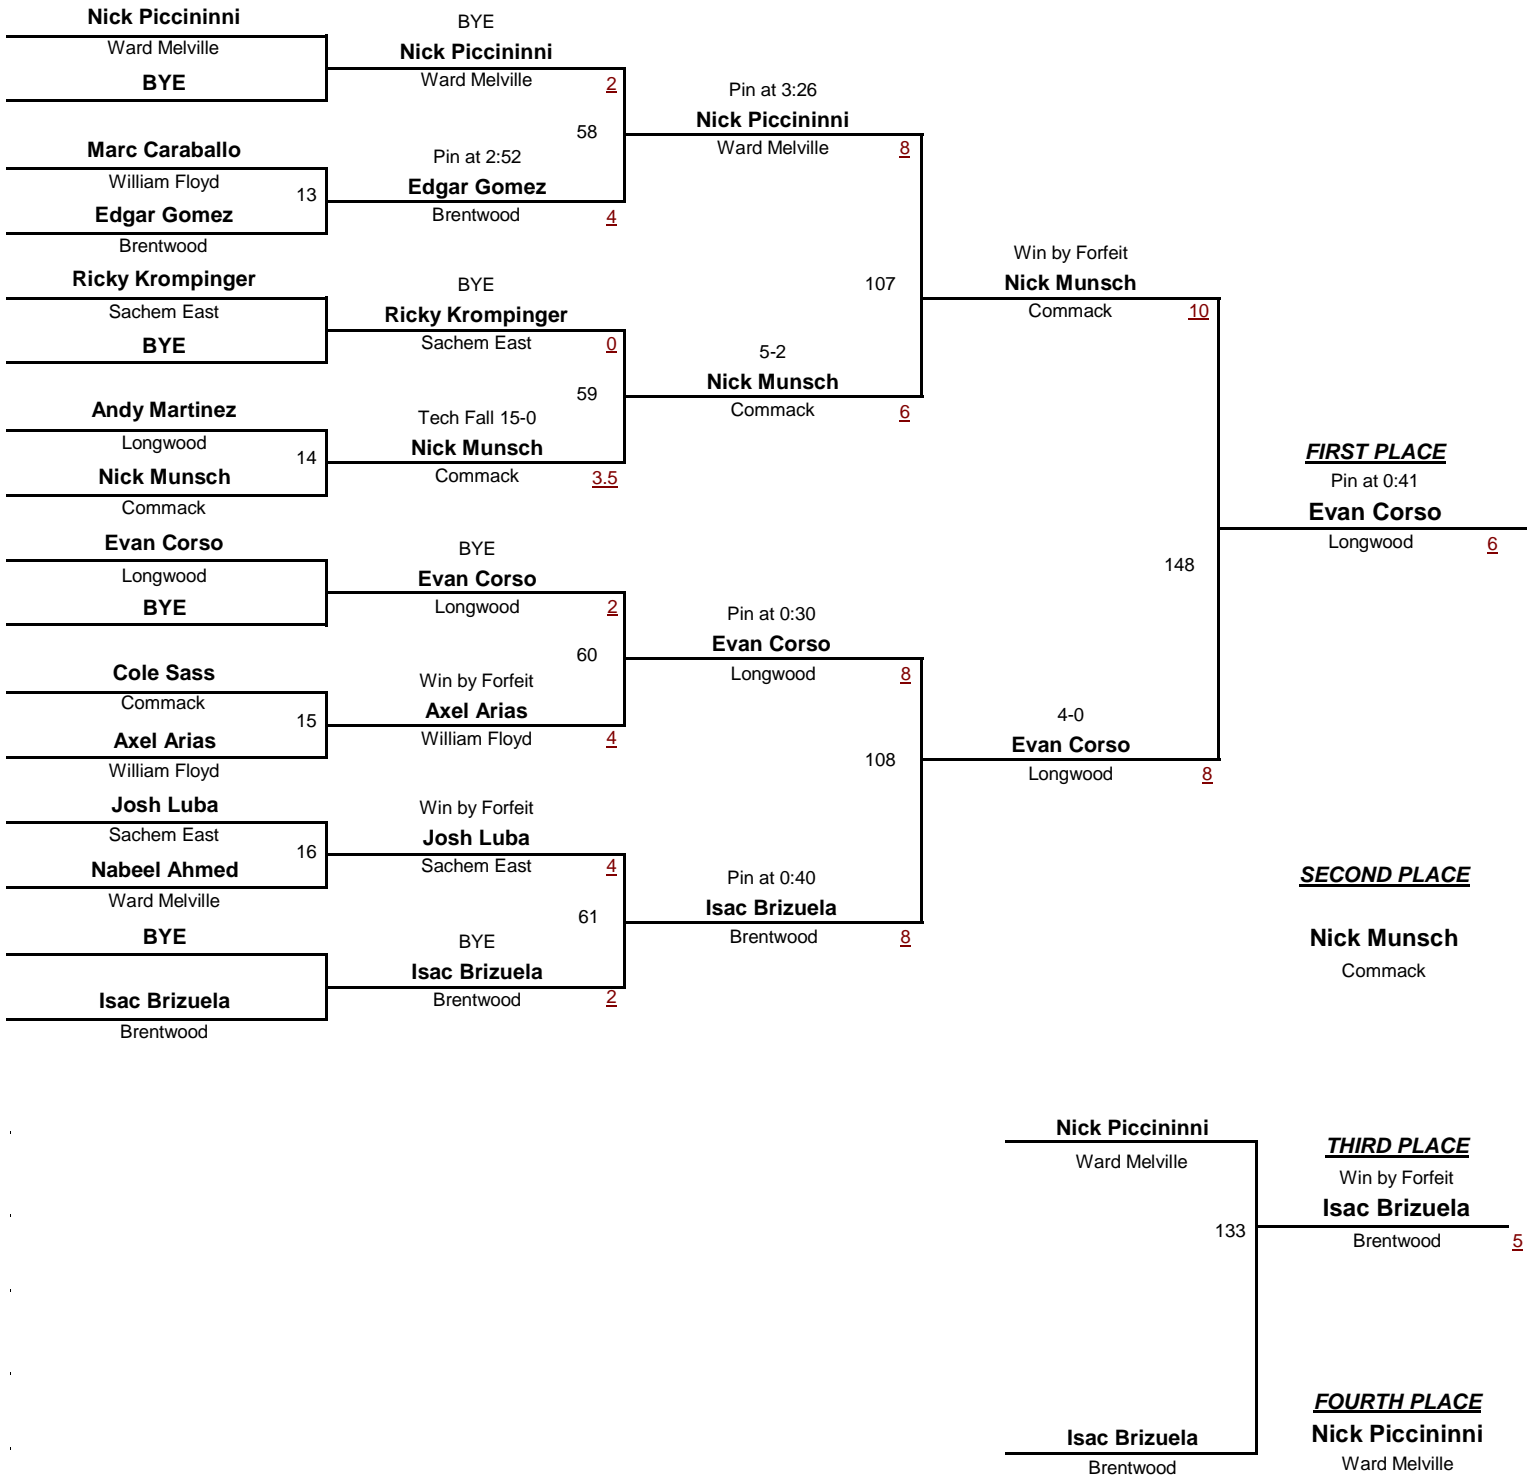 Nick Piccininni
Ward Melville
BYE
Marc Caraballo
William Floyd
13
Edgar Gomez
Brentwood
Ricky Krompinger
Sachem East
BYE
Andy Martinez
Longwood
14
Nick Munsch
Commack
Evan Corso
Longwood
BYE
Cole Sass
Commack
15
Axel Arias
William Floyd
Josh Luba
Sachem East
16
Nabeel Ahmed
Ward Melville
BYE
Isac Brizuela
Brentwood
BYE
Nick Piccininni
Ward Melville
2
58
Pin at 2:52
Edgar Gomez
Brentwood
4
BYE
Ricky Krompinger
Sachem East
0
59
Tech Fall 15-0
Nick Munsch
Commack
3.5
BYE
Evan Corso
Longwood
2
60
Win by Forfeit
Axel Arias
William Floyd
4
Win by Forfeit
Josh Luba
Sachem East
4
61
BYE
Isac Brizuela
Brentwood
2
Pin at 3:26
Nick Piccininni
Ward Melville
8
107
5-2
Nick Munsch
Commack
6
Pin at 0:30
Evan Corso
Longwood
8
108
Pin at 0:40
Isac Brizuela
Brentwood
8
Win by Forfeit
Nick Munsch
Commack
10
148
4-0
Evan Corso
Longwood
8
FIRST PLACE
Pin at 0:41
Evan Corso
Longwood
6
SECOND PLACE
Nick Munsch
Commack
Nick Piccininni
Ward Melville
133
Isac Brizuela
Brentwood
THIRD PLACE
Win by Forfeit
Isac Brizuela
Brentwood
5
FOURTH PLACE
Nick Piccininni
Ward Melville